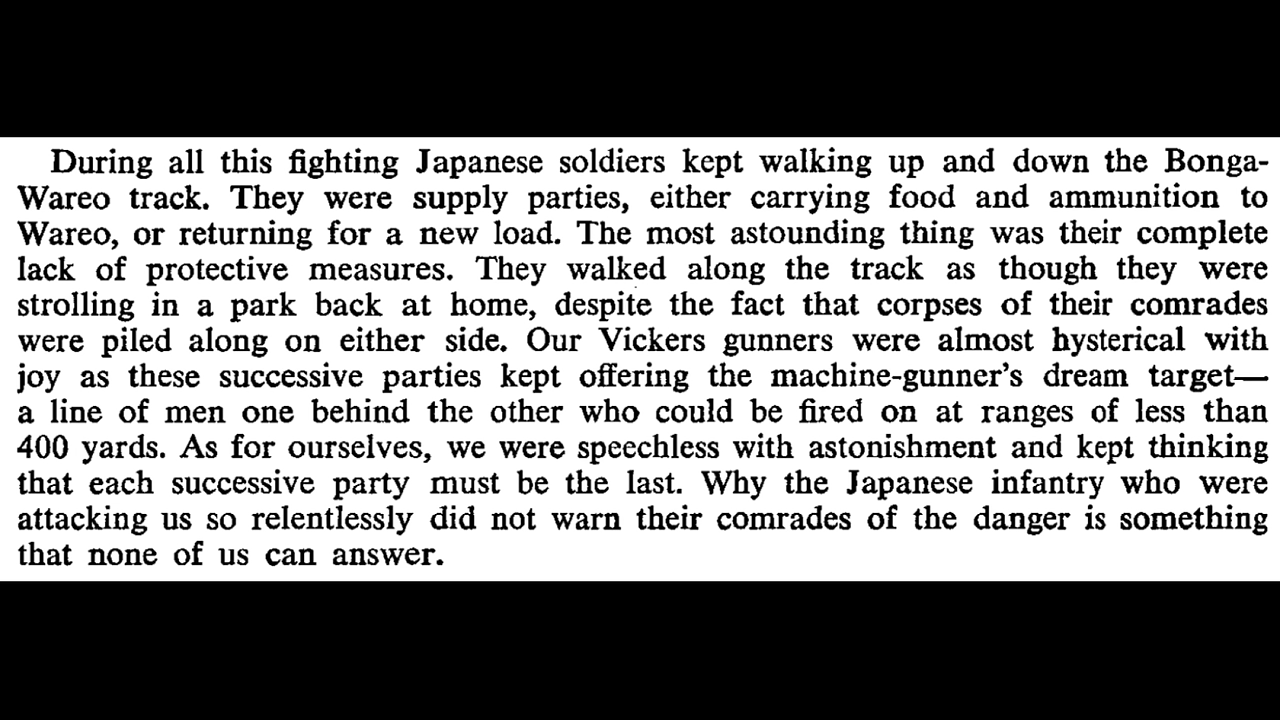 During all this fighting Japanese soldiers kept walking up and down the Bonga-
Wareo track. They were supply parties, either carrying food and ammunition to
Wareo, or returning for a new load. The most astounding thing was their complete
lack of protective measures. They walked along the track as though they were
strolling in a park back at home, despite the fact that corpses of their comrades
were piled along on either side. Our Vickers gunners were almost hysterical with
joy as these successive parties kept offering the machine-gunner's dream target—
a line of men one behind the other who could be fired on at ranges of less than
400 yards. As for ourselves, we were speechless with astonishment and kept thinking
that each successive party must be the last. Why the Japanese infantry who were
attacking us so relentlessly did not warn their comrades of the danger is something
that none of us can answer.